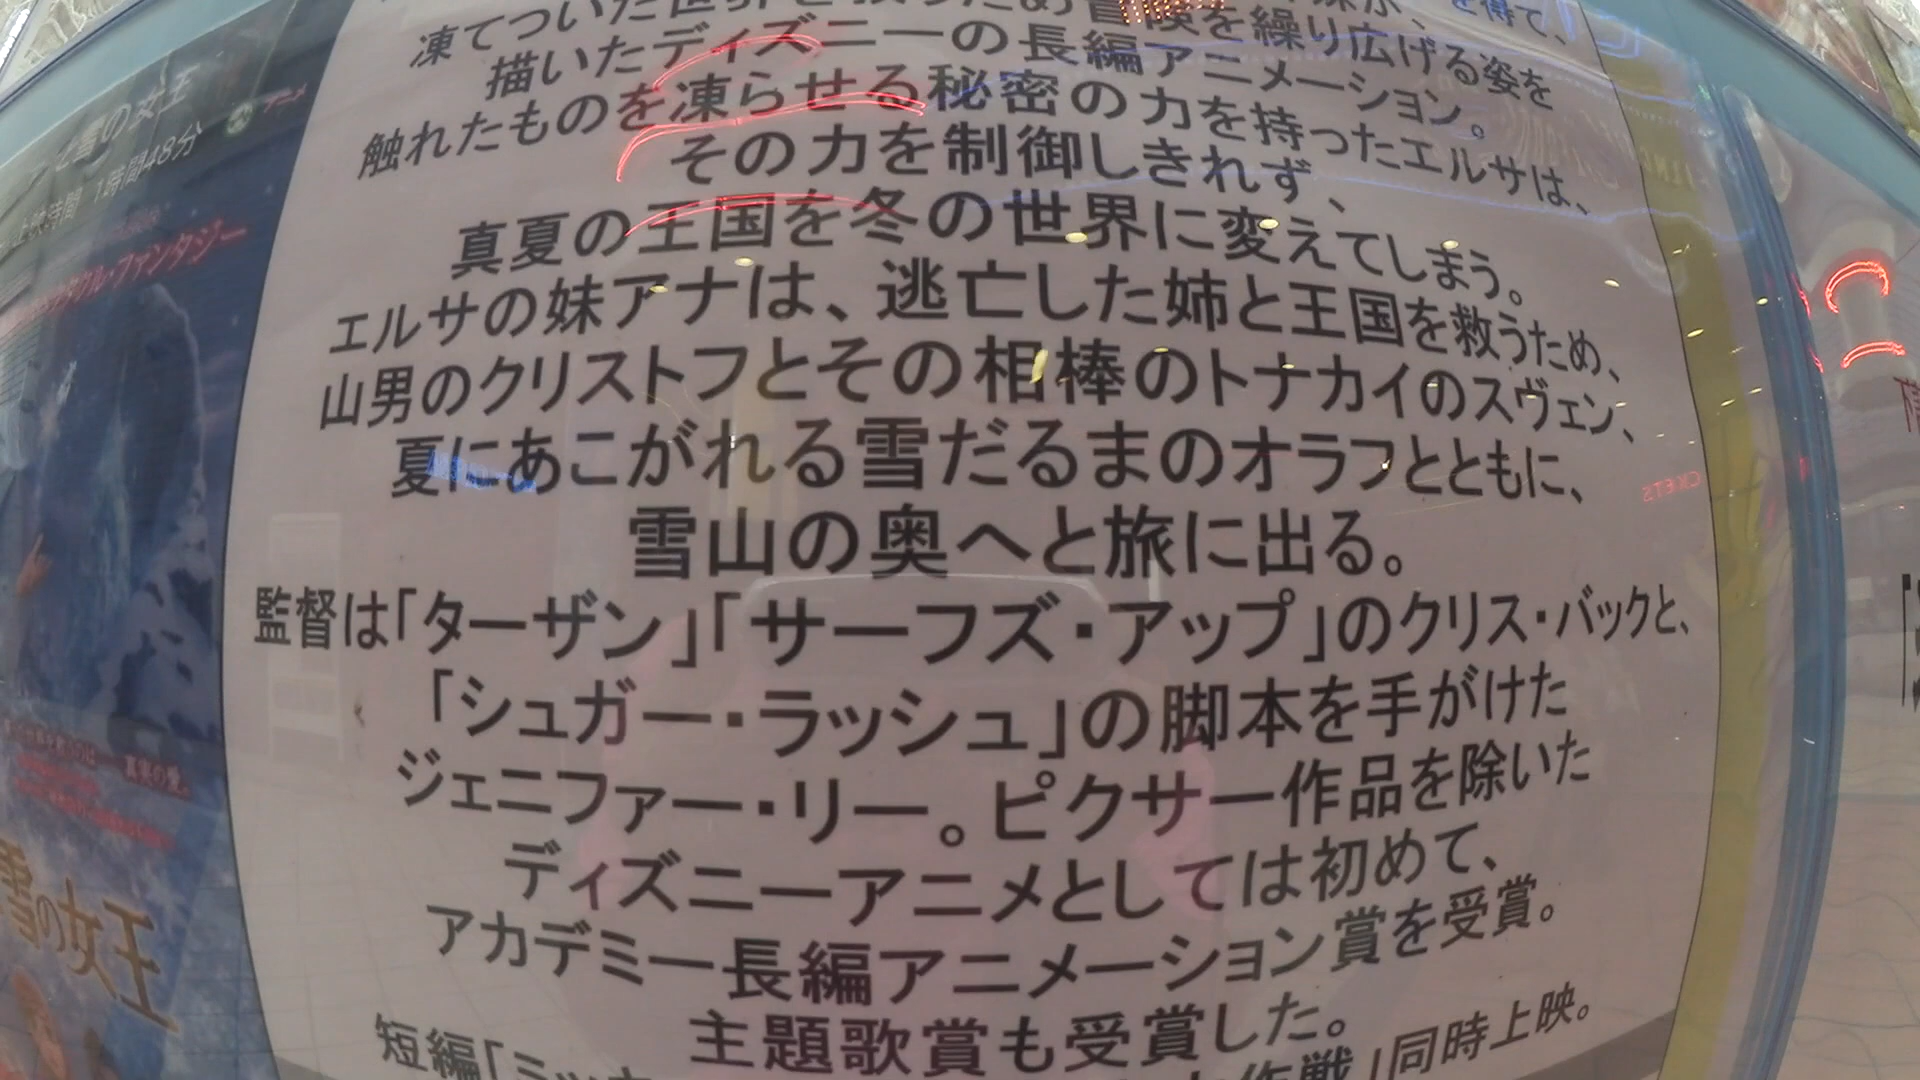 凍てついた世界を救うため冒険を繰り広げる姿を
描いたディズニーの長編アニメーション。
触れたものを凍らせる秘密の力を持ったエルサは、
その力を制御しきれず、
真夏の王国を冬の世界に変えてしまう。
エルサの妹アナは、逃亡した姉と王国を救うため、
山男のクリストフとその相棒のトナカイのスヴェン、
夏にあこがれる雪だるまのオラフとともに、
雪山の奥へと旅に出る。
監督は「ターザン」「サーフズ・アップ」のクリス・バックと、
「シュガー・ラッシュ」の脚本を手がけた
ジェニファー・リー。ピクサー作品を除いた
ディズニーアニメとしては初めて、
アカデミー長編アニメーション賞を受賞。
主題歌賞も受賞した。
短編「ミッキ 作戦」同時上映。
雪の女王
上映時間 1時間48分
ファンタジー
真実の愛。
雪の女王